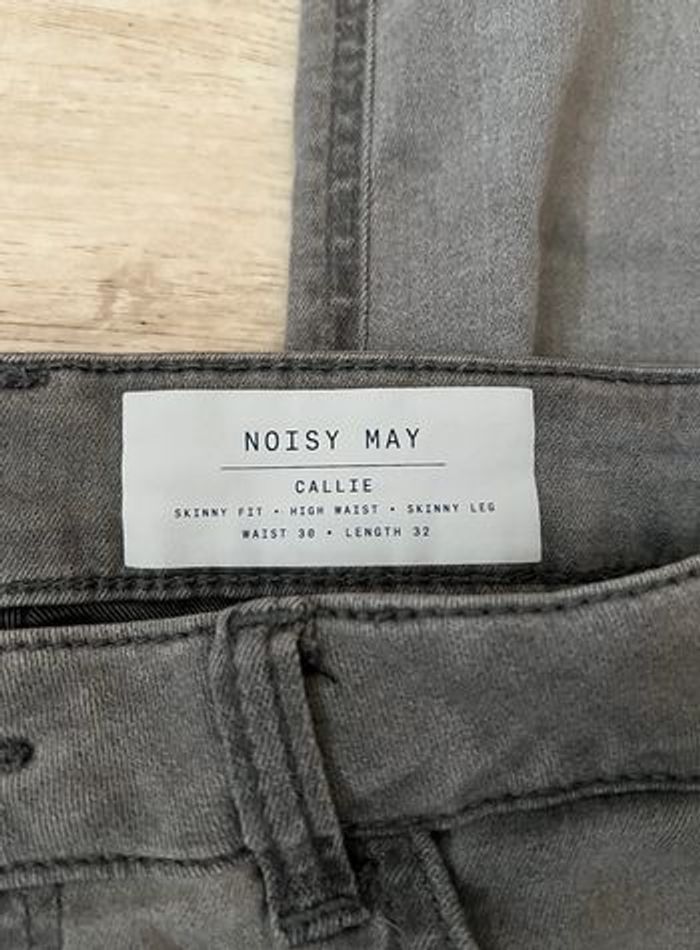 NOISY MAY
CALLIE
SKINNY FIT • HIGH WAIST • SKINNY LEG
WAIST 30 • LENGTH 32